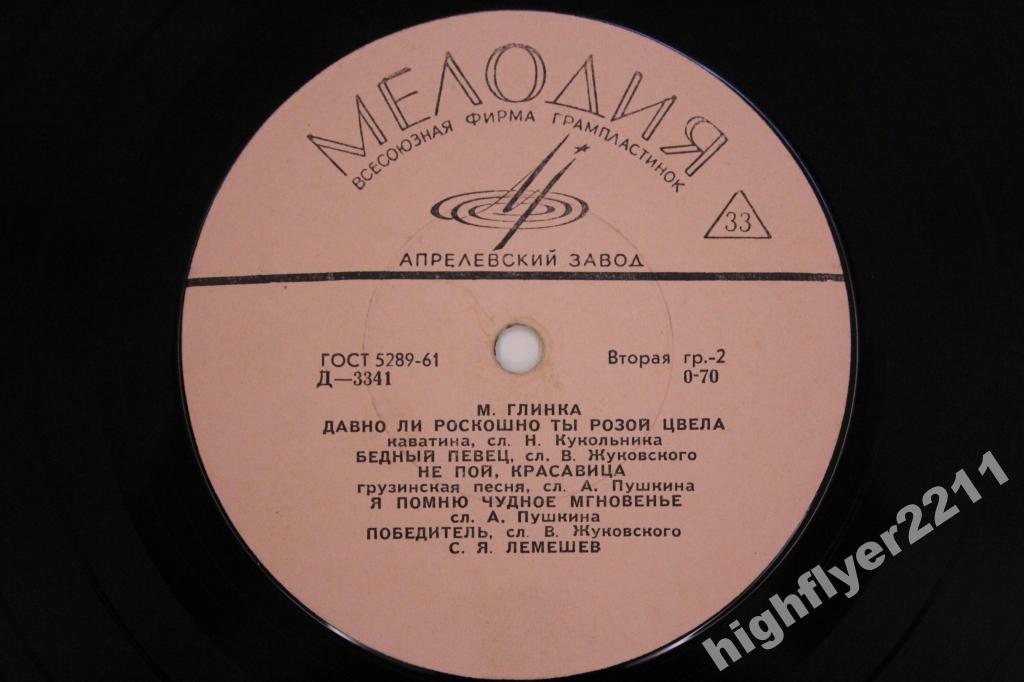 МЕЛОДИЯ
ВСЕСОЮЗНАЯ ФИРМА ГРАМПЛАСТИНОК
33
АПРЕЛЕВСКИЙ ЗАВОД
ГОСТ 5289-61 Вторая гр.-2
Д—3341 0-70
М. ГЛИНКА
ДАВНО ЛИ РОСКОШНО ТЫ РОЗОЙ ЦВЕЛА
каватина, сл. Н. Кукольника
БЕДНЫЙ ПЕВЕЦ, сл. В. Жуковского
НЕ ПОЙ, КРАСАВИЦА
грузинская песня, сл. А. Пушкина
Я ПОМНЮ ЧУДНОЕ МГНОВЕНЬЕ
сл. А. Пушкина
ПОБЕДИТЕЛЬ, сл. В. Жуковского
С. Я. ЛЕМЕШЕВ
highflyer2211